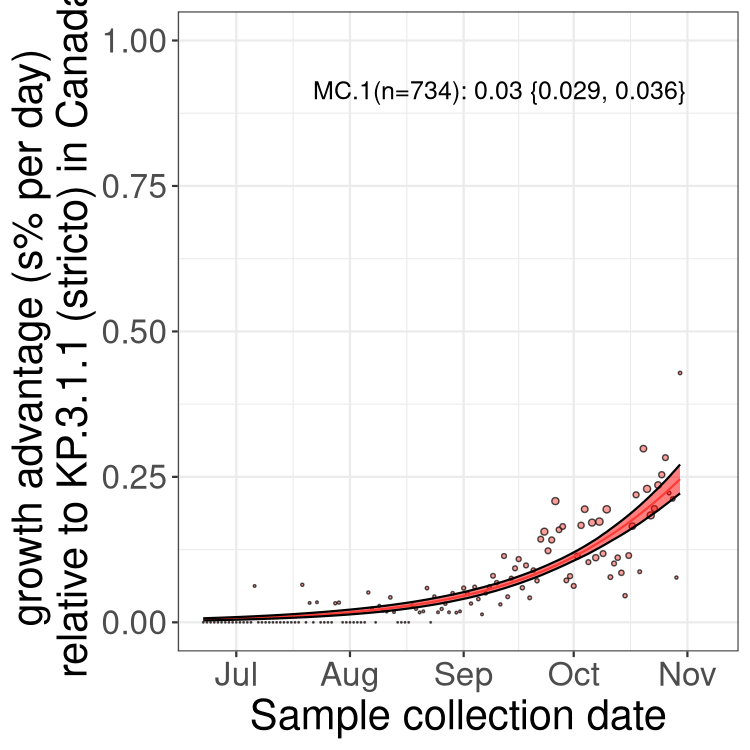 growth advantage (s% per day)
relative to KP.3.1.1 (stricto) in Canada
1.00
0.75
0.50
0.25
0.00
MC.1(n=734): 0.03 {0.029, 0.036}
Jul Aug Sep Oct Nov
Sample collection date